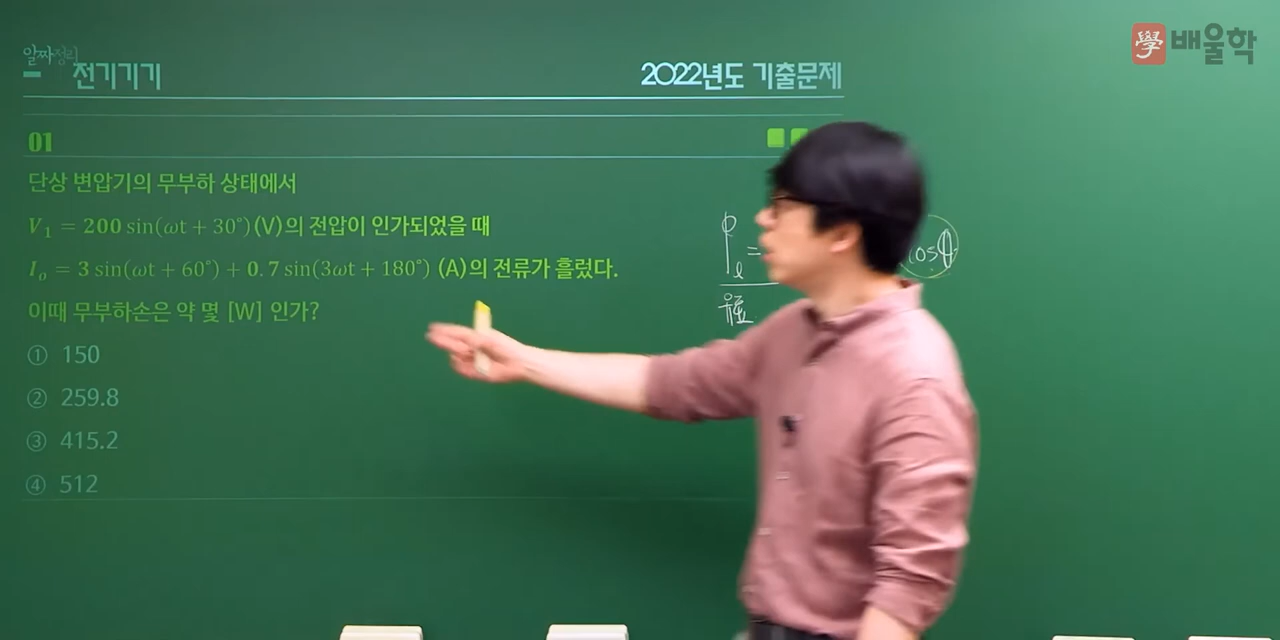 學 배울학
알짜정리
전기기기
2022년도 기출문제
01
단상 변압기의 무부하 상태에서
V₁ = 200 sin(ωt + 30°)(V)의 전압이 인가되었을 때
Iₒ = 3 sin(ωt + 60°) + 0.7 sin(3ωt + 180°) (A)의 전류가 흘렀다.
이때 무부하손은 약 몇 [W] 인가?
① 150
② 259.8
③ 415.2
④ 512
P
ℓ
=
cosθ